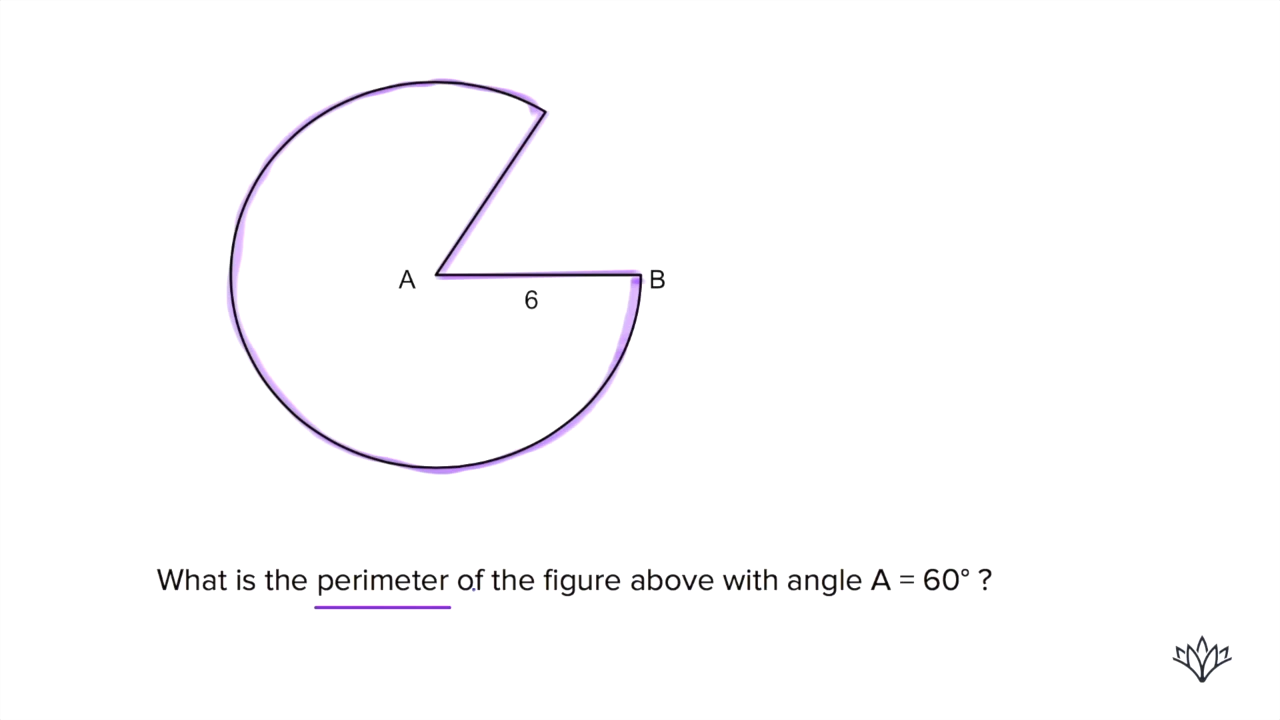 A
B
6
What is the perimeter of the figure above with angle A = 60° ?